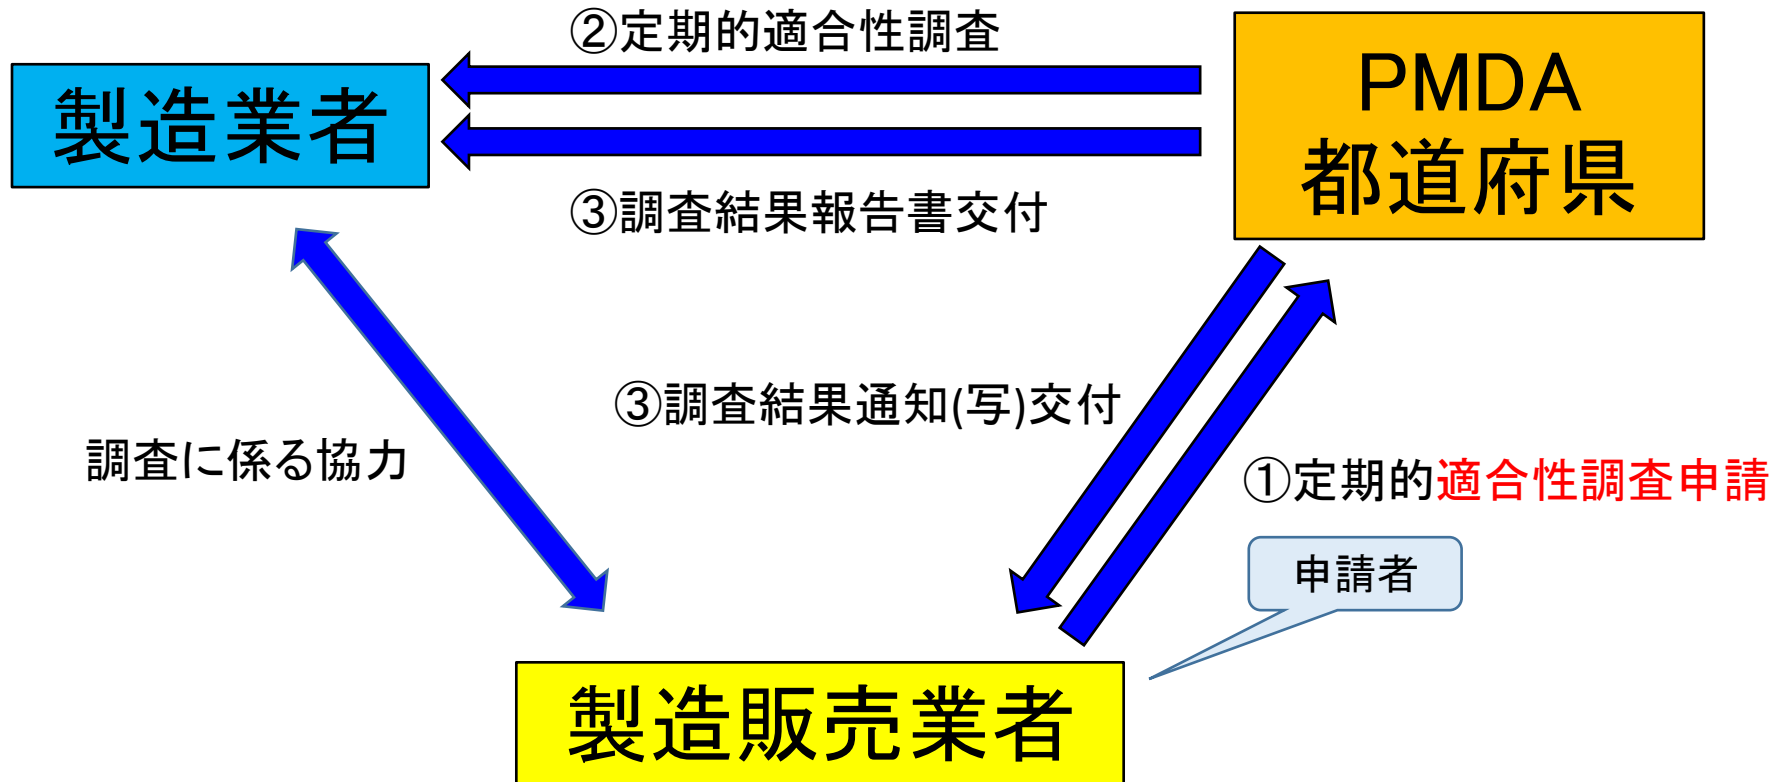 ②定期的適合性調査
製造業者
PMDA
都道府県
③調査結果報告書交付
③調査結果通知(写)交付
調査に係る協力
①定期的適合性調査申請
申請者
製造販売業者